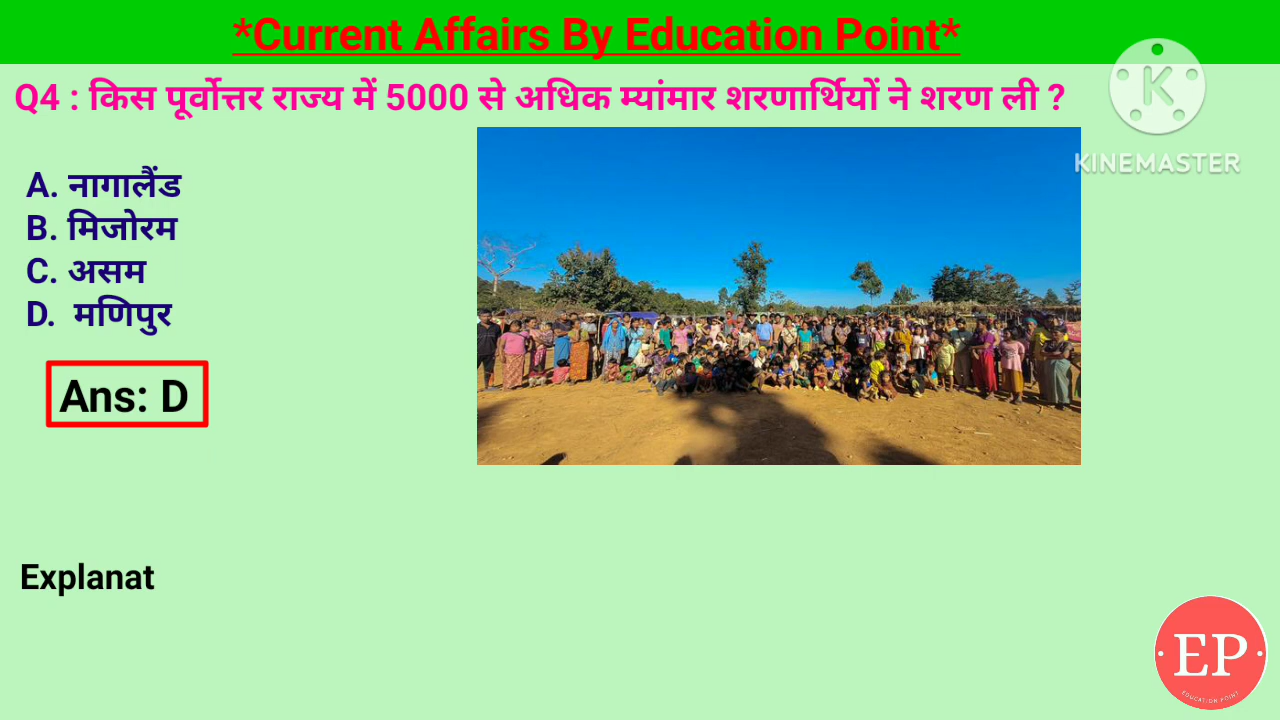 *Current Affairs By Education Point*
Q4 : किस पूर्वोत्तर राज्य में 5000 से अधिक म्यांमार शरणार्थियों ने शरण ली ?
KINEMASTER
A. नागालैंड
B. मिजोरम
C. असम
D. मणिपुर
Ans: D
Explanat
EP
EDUCATION POINT